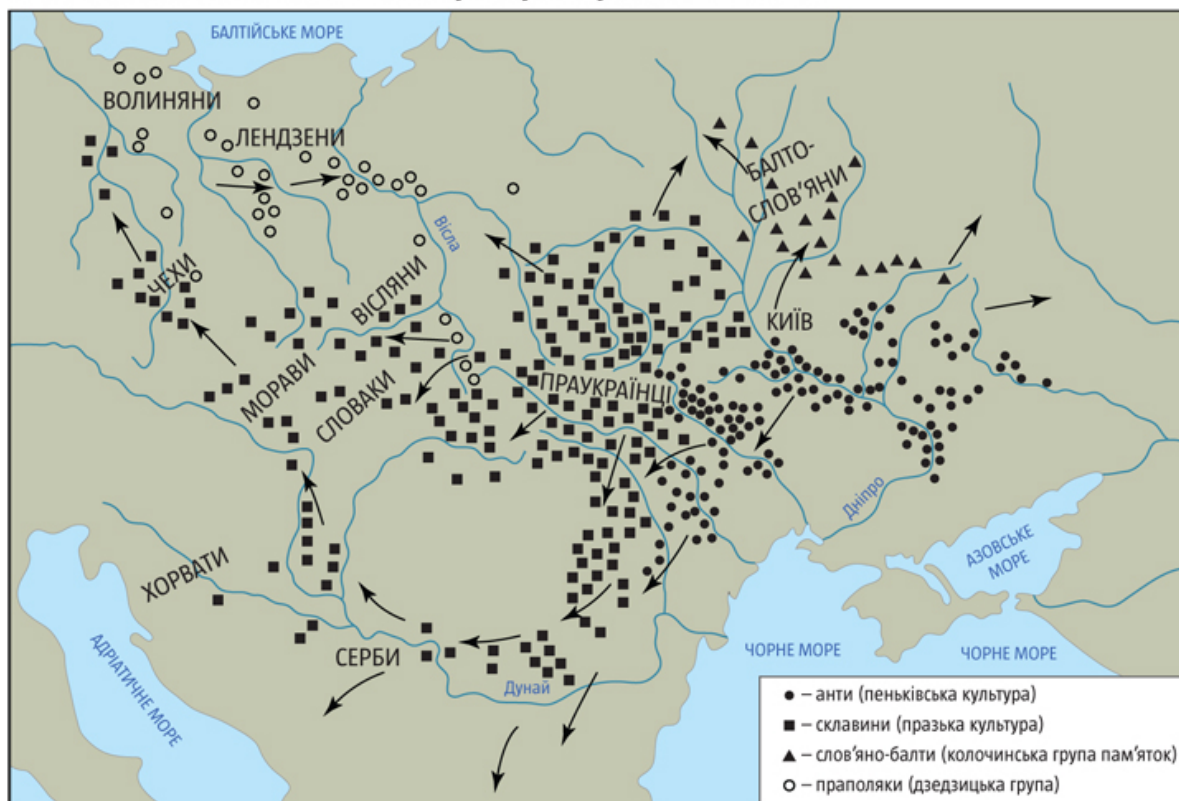 БАЛТІЙСЬКЕ МОРЕ
ВОЛИНЯНИ
ЛЕНДЗЕНИ
БАЛТО-
СЛОВ’ЯНИ
Вісла
ЧЕХИ
ВІСЛЯНИ
КИЇВ
МОРАВИ
СЛОВАКИ
ПРАУКРАЇНЦІ
Дніпро
АЗОВСЬКЕ
МОРЕ
ХОРВАТИ
АДРІАТИЧНЕ МОРЕ
СЕРБИ
Дунай
ЧОРНЕ МОРЕ
ЧОРНЕ МОРЕ
– анти (пеньківська культура)
– склавини (празька культура)
– слов’яно-балти (колочинська група пам’яток)
– праполяки (дзедзицька група)